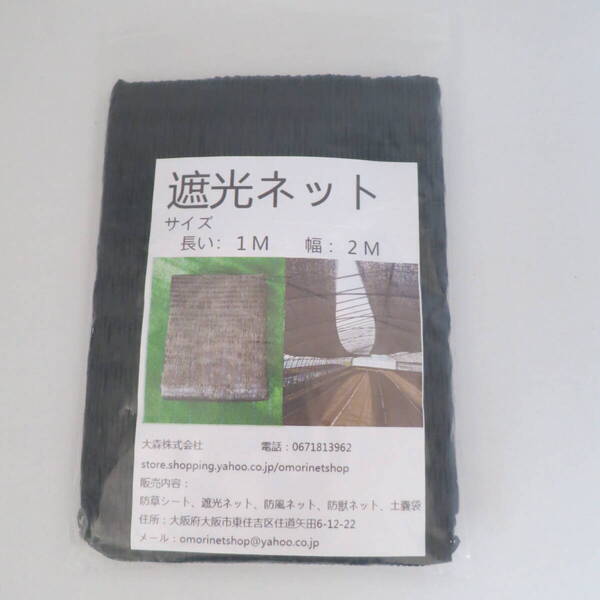 遮光ネット
サイズ
長い：1M 幅：2M
大森株式会社 電話：0671813962
store.shopping.yahoo.co.jp/omorinetshop
販売内容：
防草シート、遮光ネット、防風ネット、防獣ネット、土嚢袋
住所：大阪府大阪市東住吉区住道矢田6-12-22
メール：omorinetshop@yahoo.co.jp